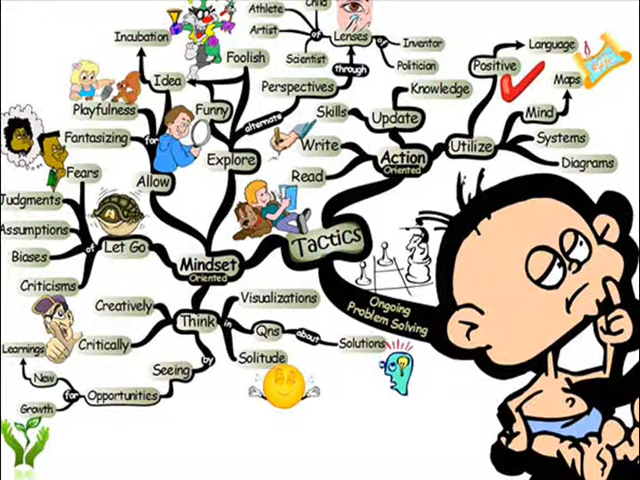 Athlete
Child
Artist
of
Lenses
Scientist
or
Inventor
Politician
through
Perspectives
alternate
Incubation
Idea
Foolish
Funny
Playfulness
for
Fantasizing
Explore
Allow
Fears
Judgments
Assumptions
Biases
Criticisms
of
Let Go
Mindset
Oriented
Tactics
Skills
Knowledge
Update
Write
Read
Action
Oriented
Utilize
Positive
Language
Maps
Mind
Systems
Diagrams
Ongoing
Problem Solving
Creatively
Critically
Think
in
Visualizations
Qns
about
Solutions
Solitude
by
Seeing
Opportunities
for
New
Learnings
Growth